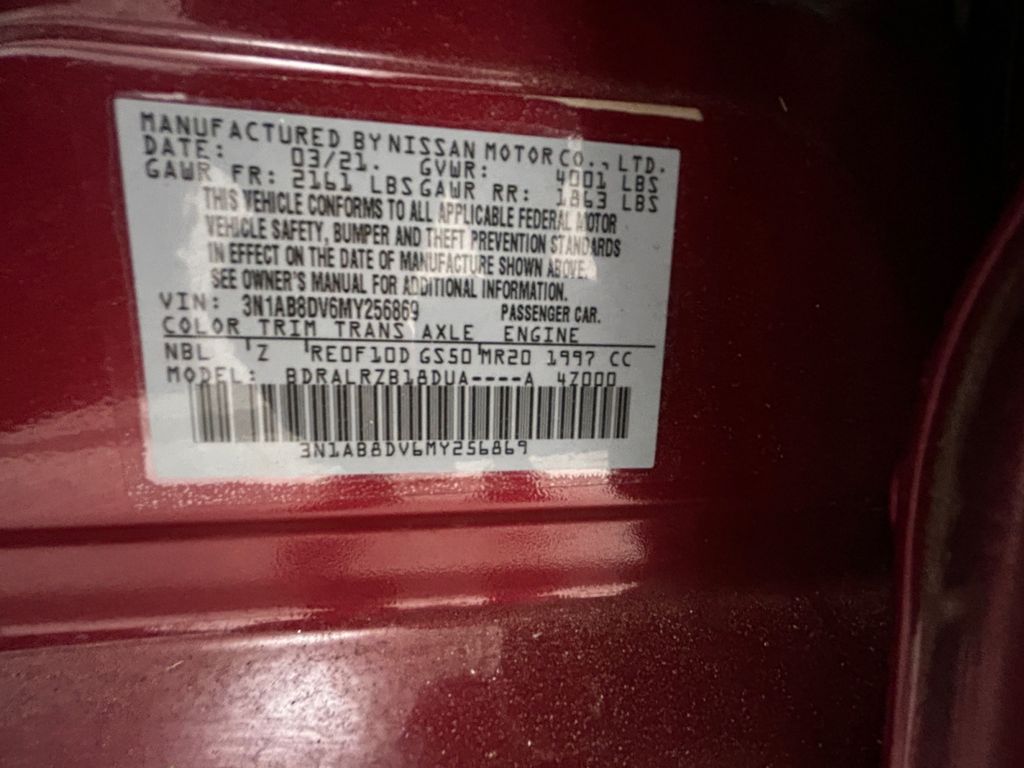 MANUFACTURED BY NISSAN MOTOR CO., LTD.
DATE: 03/21. GVWR: 4001 LBS
GAWR FR: 2161 LBS GAWR RR: 1863 LBS
THIS VEHICLE CONFORMS TO ALL APPLICABLE FEDERAL MOTOR
VEHICLE SAFETY, BUMPER AND THEFT PREVENTION STANDARDS
IN EFFECT ON THE DATE OF MANUFACTURE SHOWN ABOVE.
SEE OWNER'S MANUAL FOR ADDITIONAL INFORMATION.
VIN: 3N1AB8DV6MY256869 PASSENGER CAR.
COLOR TRIM TRANS AXLE ENGINE
NBL Z RE0F10D GS50 MR20 1997 CC
MODEL: BDRALRZB18DUA----A 4Z000
3N1AB8DV6MY256869